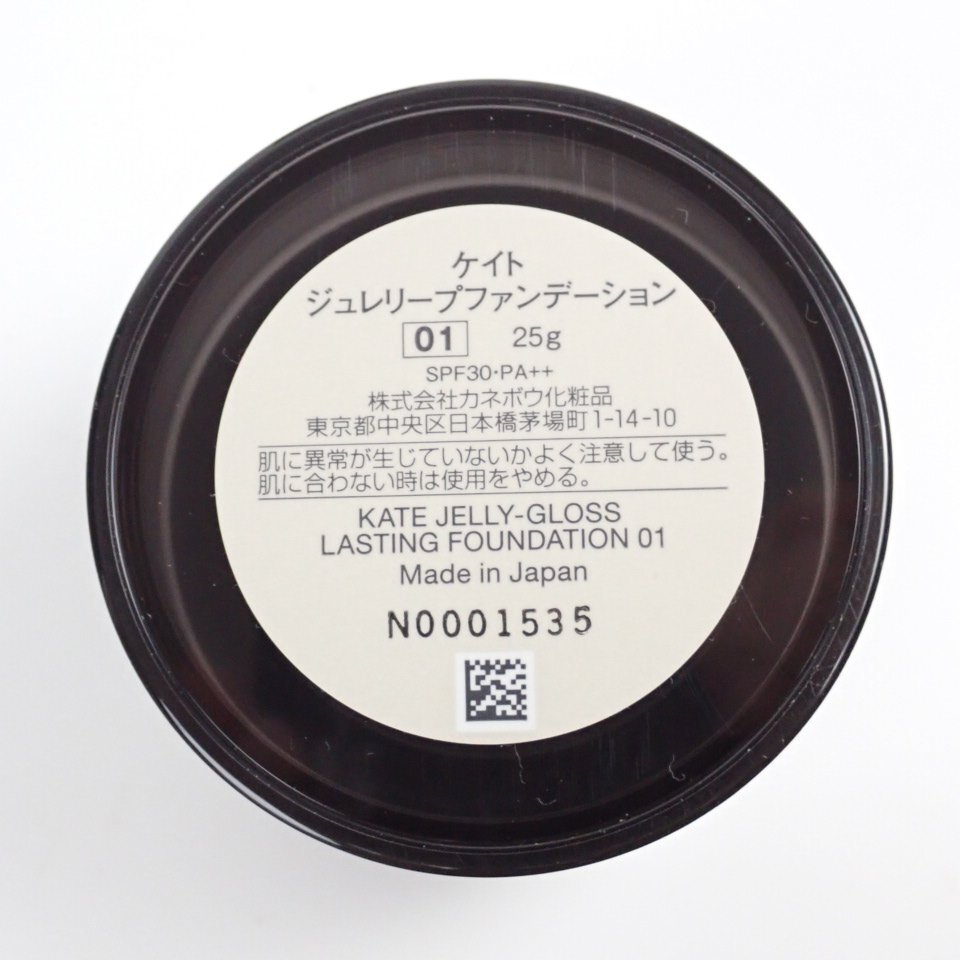 ケイト
ジュレリープファンデーション
01 25g
SPF30・PA++
株式会社カネボウ化粧品
東京都中央区日本橋茅場町1-14-10
肌に異常が生じていないかよく注意して使う。
肌に合わない時は使用をやめる。
KATE JELLY-GLOSS
LASTING FOUNDATION 01
Made in Japan
N0001535